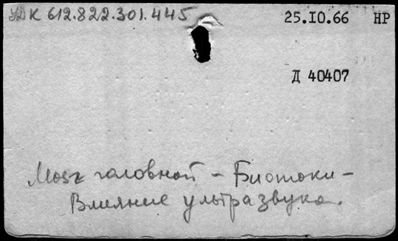 УДК 612.822.301.445
25.10.66 НР
Д 40407
Мозг головной - Биотоки -
Влияние ультразвука.